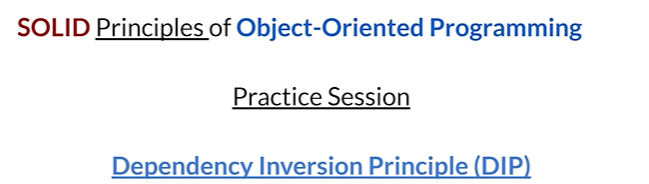 SOLID Principles of Object-Oriented Programming
Practice Session
Dependency Inversion Principle (DIP)